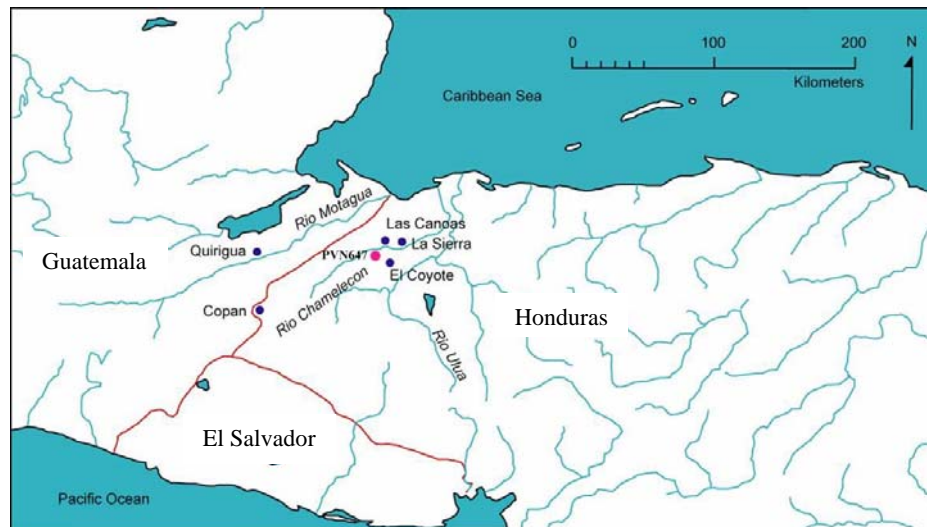 0 100 200
N
Kilometers
Caribbean Sea
Rio Motagua
Las Canoas
La Sierra
Quirigua
PVN647
El Coyote
Guatemala
Rio Chamelecon
Copan
Honduras
Rio Ulua
El Salvador
Pacific Ocean